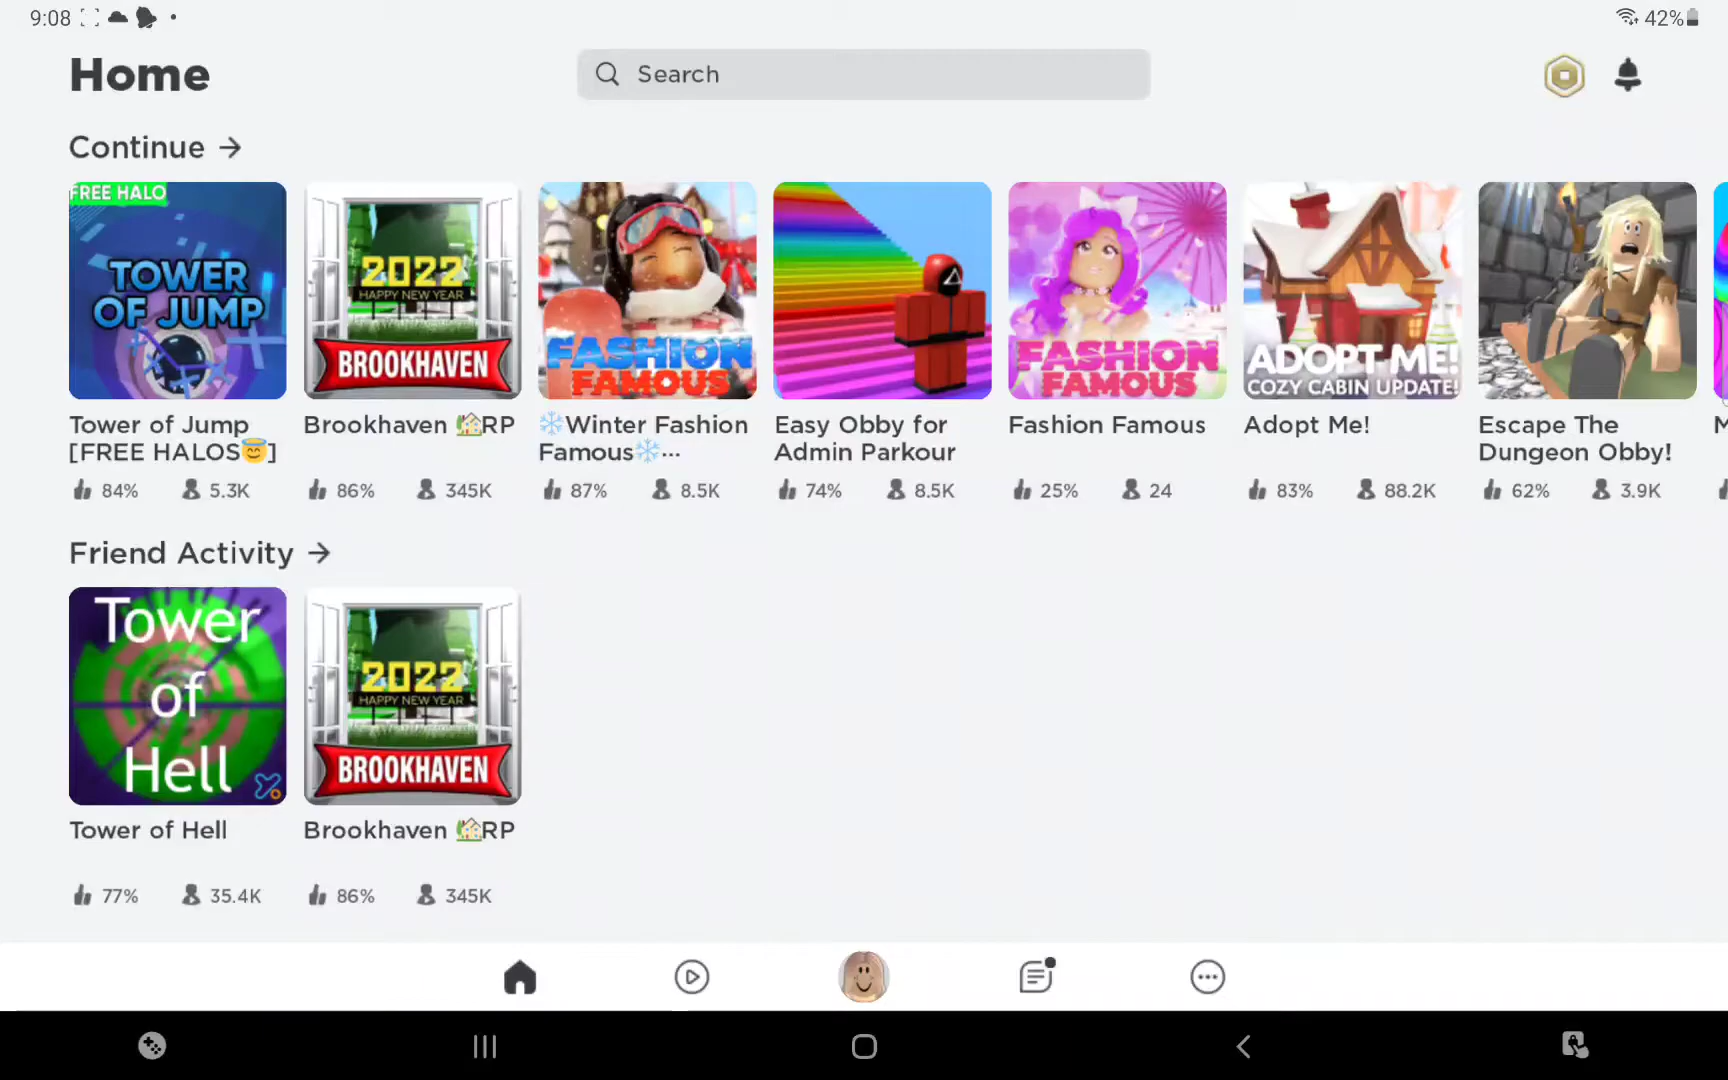 9:08
42%
Home
Search
Continue →
FREE HALO
TOWER
OF JUMP
2022
HAPPY NEW YEAR
BROOKHAVEN
FASHION
FAMOUS
FASHION
FAMOUS
ADOPT ME!
COZY CABIN UPDATE!
Tower of Jump
[FREE HALOS😇]
Brookhaven 🏡RP
❄️Winter Fashion
Famous❄️...
Easy Obby for
Admin Parkour
Fashion Famous
Adopt Me!
Escape The
Dungeon Obby!
84% 5.3K
86% 345K
87% 8.5K
74% 8.5K
25% 24
83% 88.2K
62% 3.9K
Friend Activity →
Tower
of
Hell
2022
HAPPY NEW YEAR
BROOKHAVEN
Tower of Hell
Brookhaven 🏡RP
77% 35.4K
86% 345K